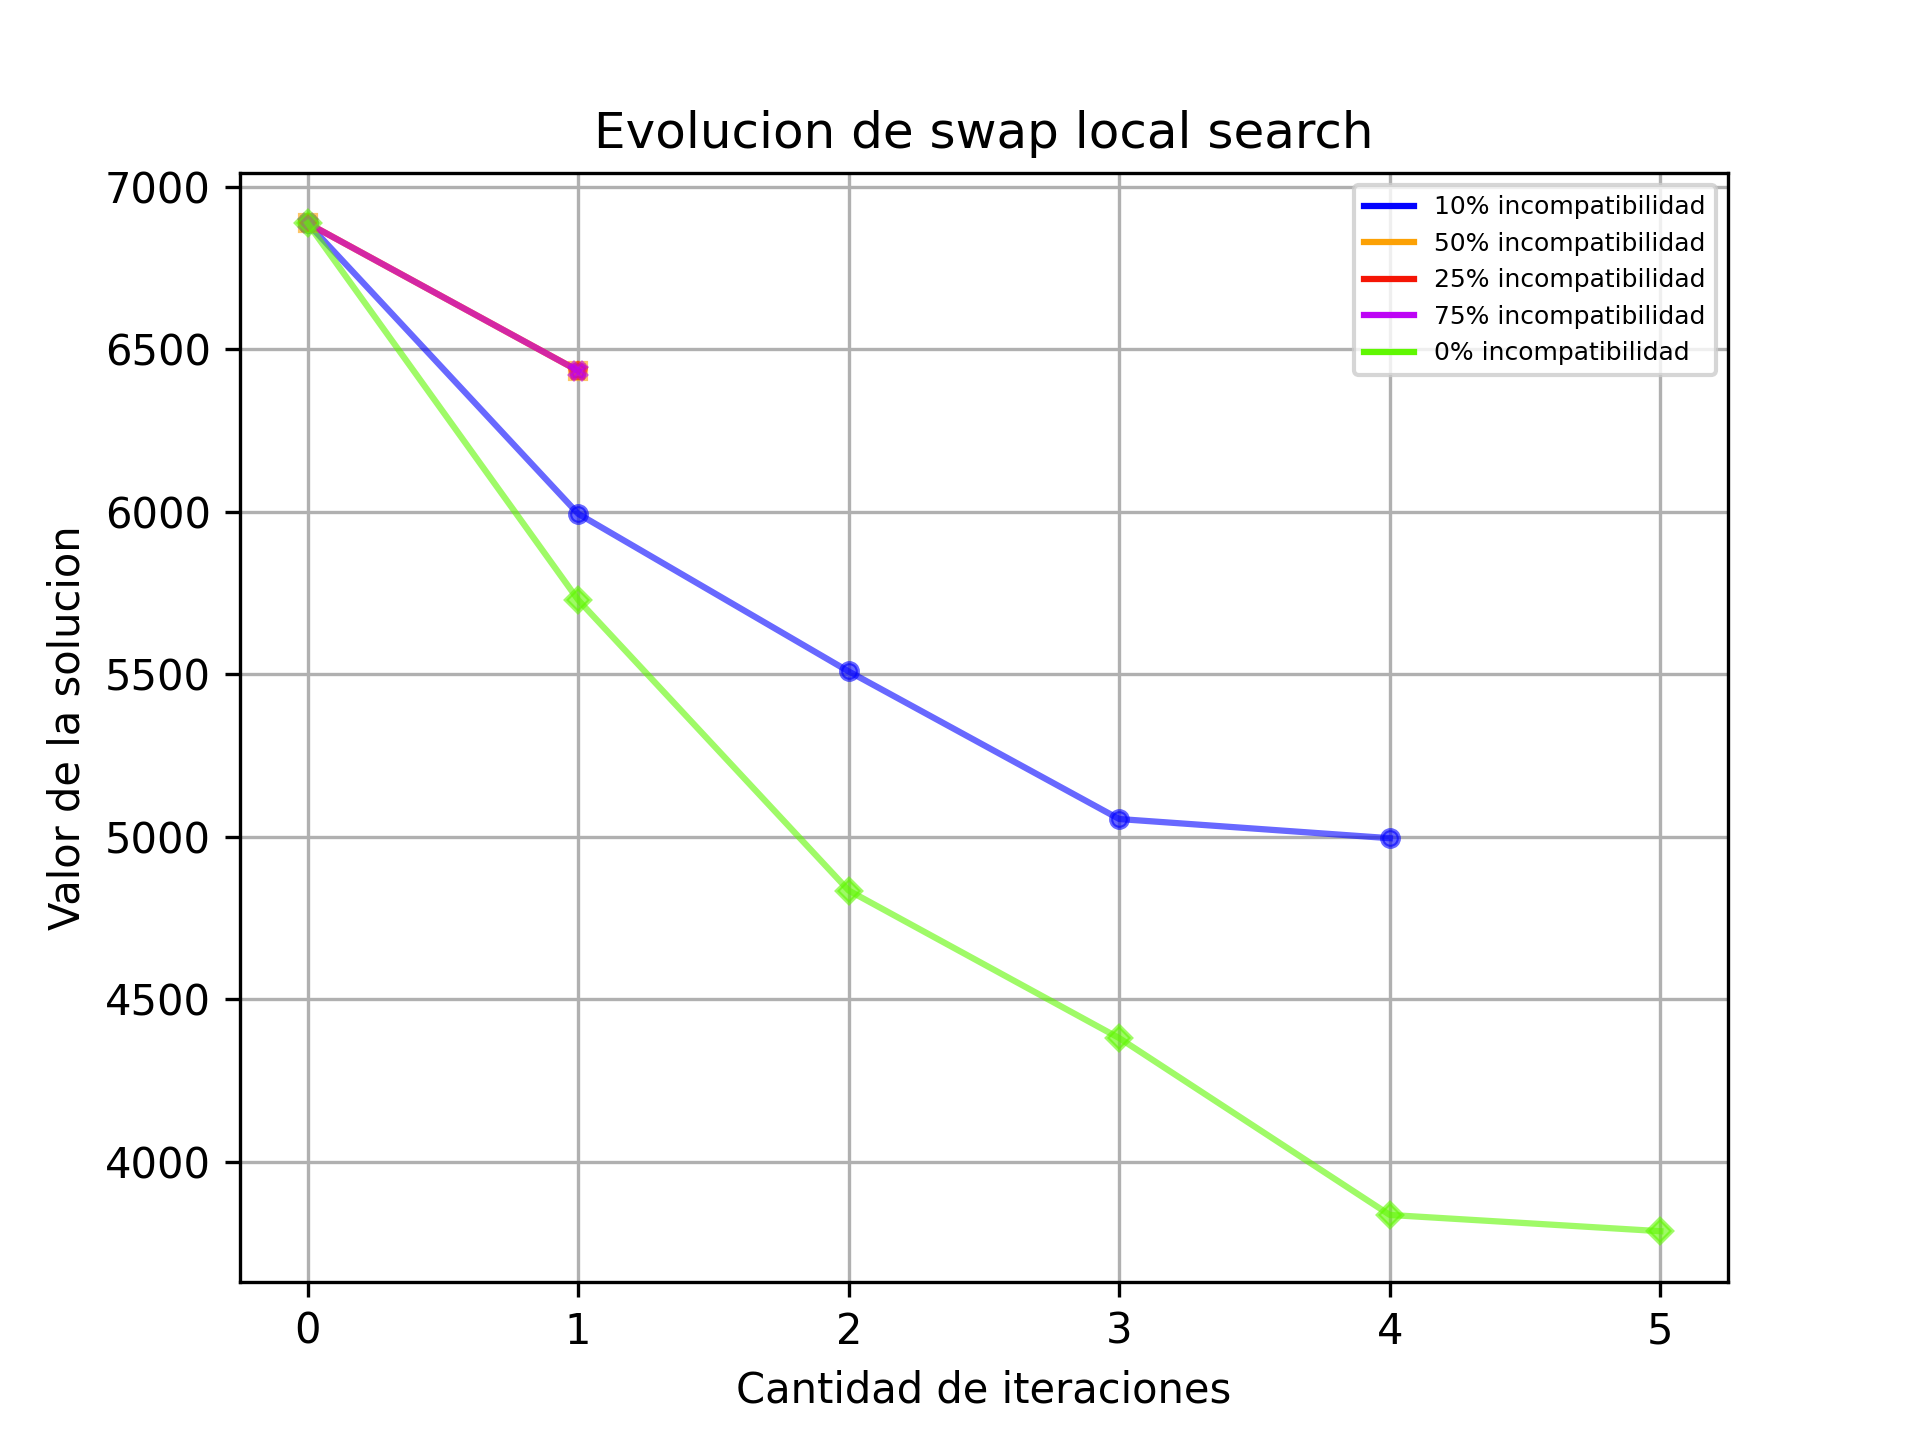 Evolucion de swap local search
7000
6500
6000
5500
5000
4500
4000
Valor de la solucion
10% incompatibilidad
50% incompatibilidad
25% incompatibilidad
75% incompatibilidad
0% incompatibilidad
0 1 2 3 4 5
Cantidad de iteraciones